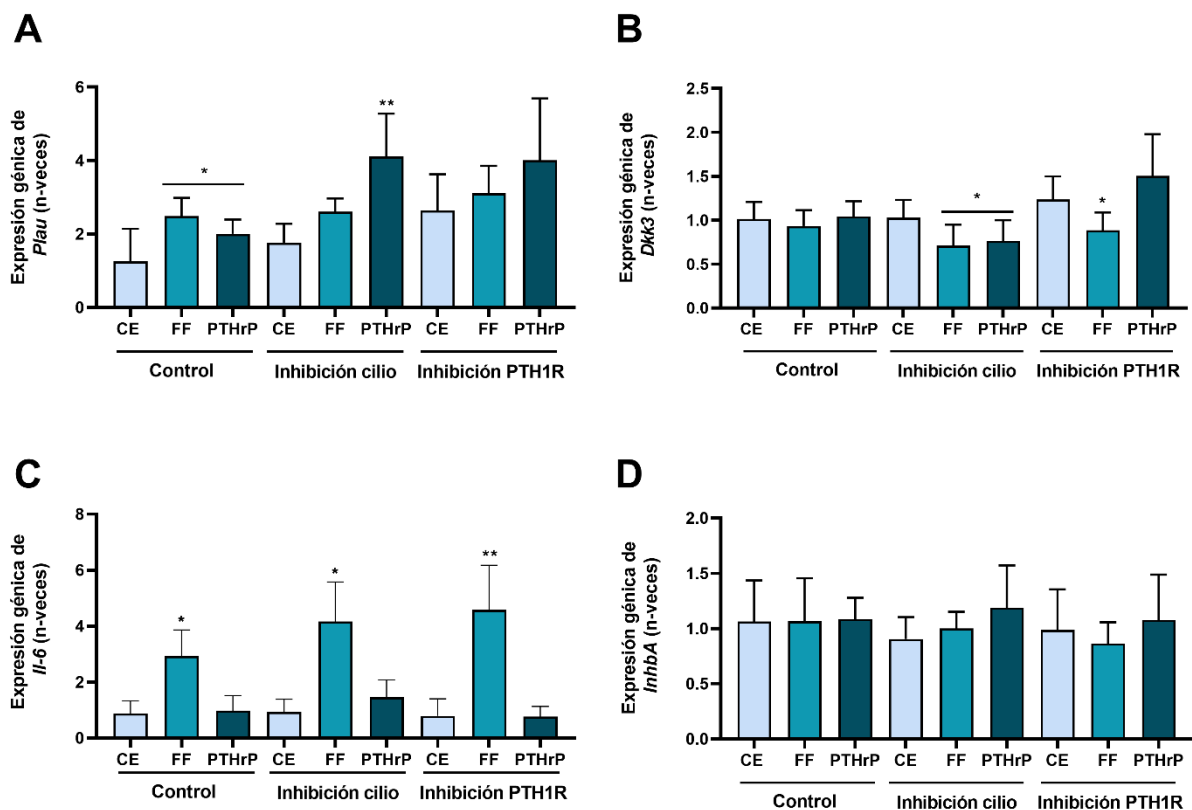 A
Expresión génica de
Plau (n-veces)
6
4
2
0
*
**
CE FF PTHrP CE FF PTHrP CE FF PTHrP
Control Inhibición cilio Inhibición PTH1R
B
Expresión génica de
Dkk3 (n-veces)
2.5
2.0
1.5
1.0
0.5
0.0
*
*
CE FF PTHrP CE FF PTHrP CE FF PTHrP
Control Inhibición cilio Inhibición PTH1R
C
Expresión génica de
Il-6 (n-veces)
8
6
4
2
0
*
*
**
CE FF PTHrP CE FF PTHrP CE FF PTHrP
Control Inhibición cilio Inhibición PTH1R
D
Expresión génica de
InhbA (n-veces)
2.0
1.5
1.0
0.5
0.0
CE FF PTHrP CE FF PTHrP CE FF PTHrP
Control Inhibición cilio Inhibición PTH1R